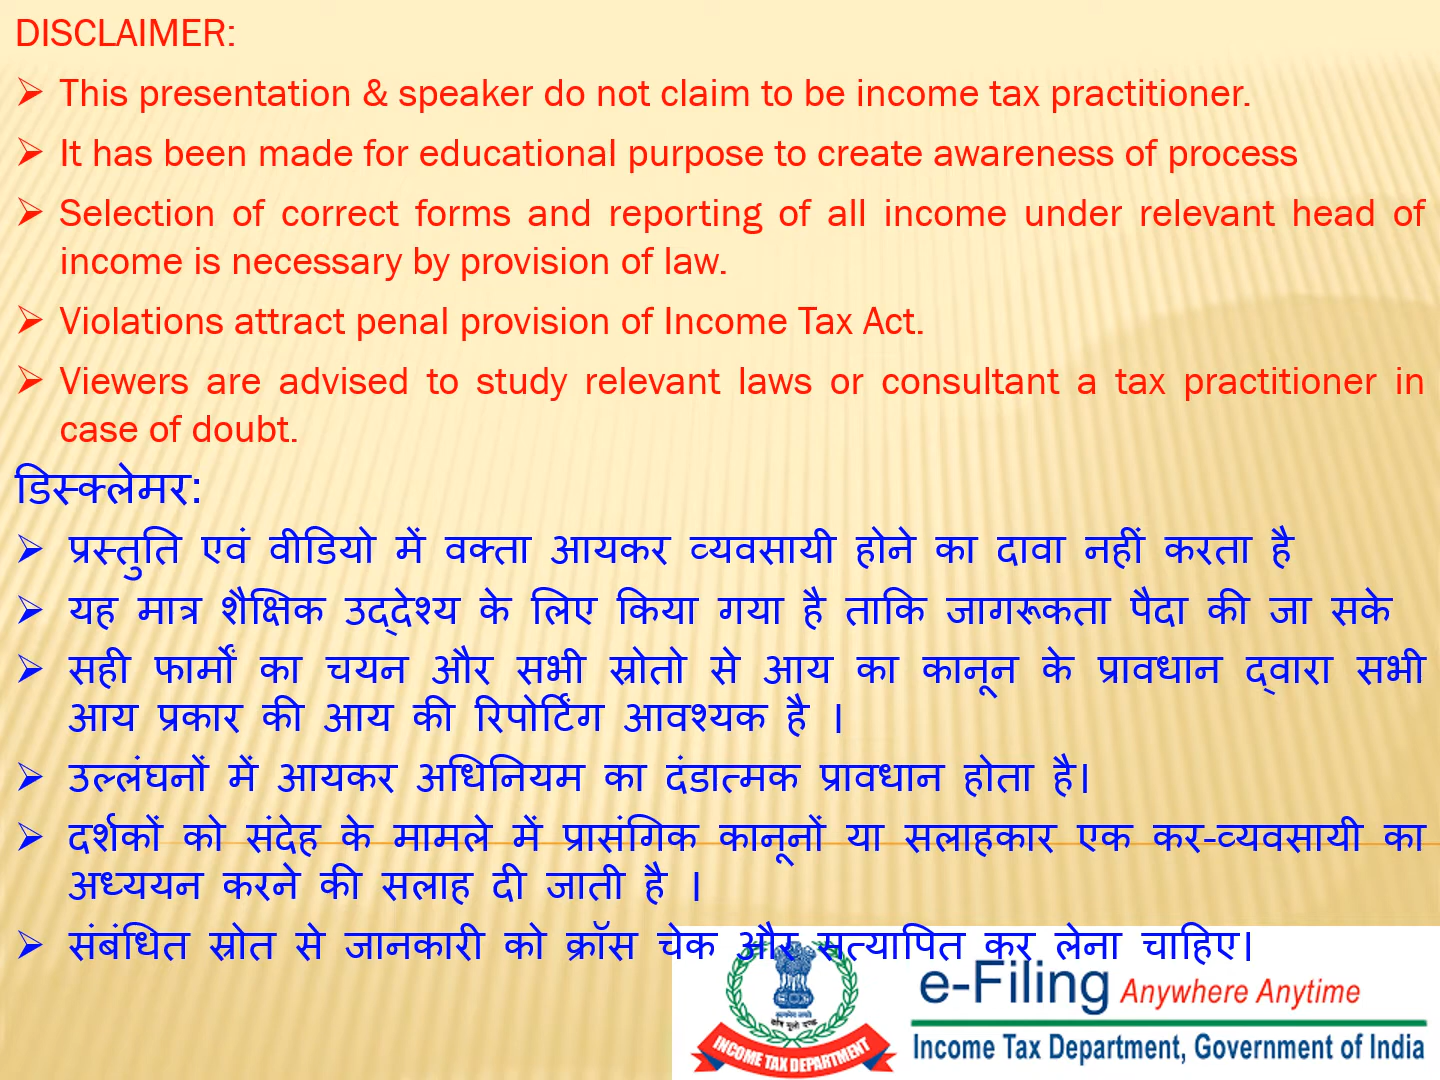 DISCLAIMER:
➢ This presentation & speaker do not claim to be income tax practitioner.
➢ It has been made for educational purpose to create awareness of process
➢ Selection of correct forms and reporting of all income under relevant head of
income is necessary by provision of law.
➢ Violations attract penal provision of Income Tax Act.
➢ Viewers are advised to study relevant laws or consultant a tax practitioner in
case of doubt.
डिस्क्लेमर:
➢ प्रस्तुति एवं वीडियो में वक्ता आयकर व्यवसायी होने का दावा नहीं करता है
➢ यह मात्र शैक्षिक उद्देश्य के लिए किया गया है ताकि जागरूकता पैदा की जा सके
➢ सही फार्मों का चयन और सभी स्रोतो से आय का कानून के प्रावधान द्वारा सभी
आय प्रकार की आय की रिपोर्टिंग आवश्यक है ।
➢ उल्लंघनों में आयकर अधिनियम का दंडात्मक प्रावधान होता है।
➢ दर्शकों को संदेह के मामले में प्रासंगिक कानूनों या सलाहकार एक कर-व्यवसायी का
अध्ययन करने की सलाह दी जाती है ।
➢ संबंधित स्रोत से जानकारी को क्रॉस चेक और सत्यापित कर लेना चाहिए।
e-Filing Anywhere Anytime
कोष मूलो दण्डः
INCOME TAX DEPARTMENT
Income Tax Department, Government of India